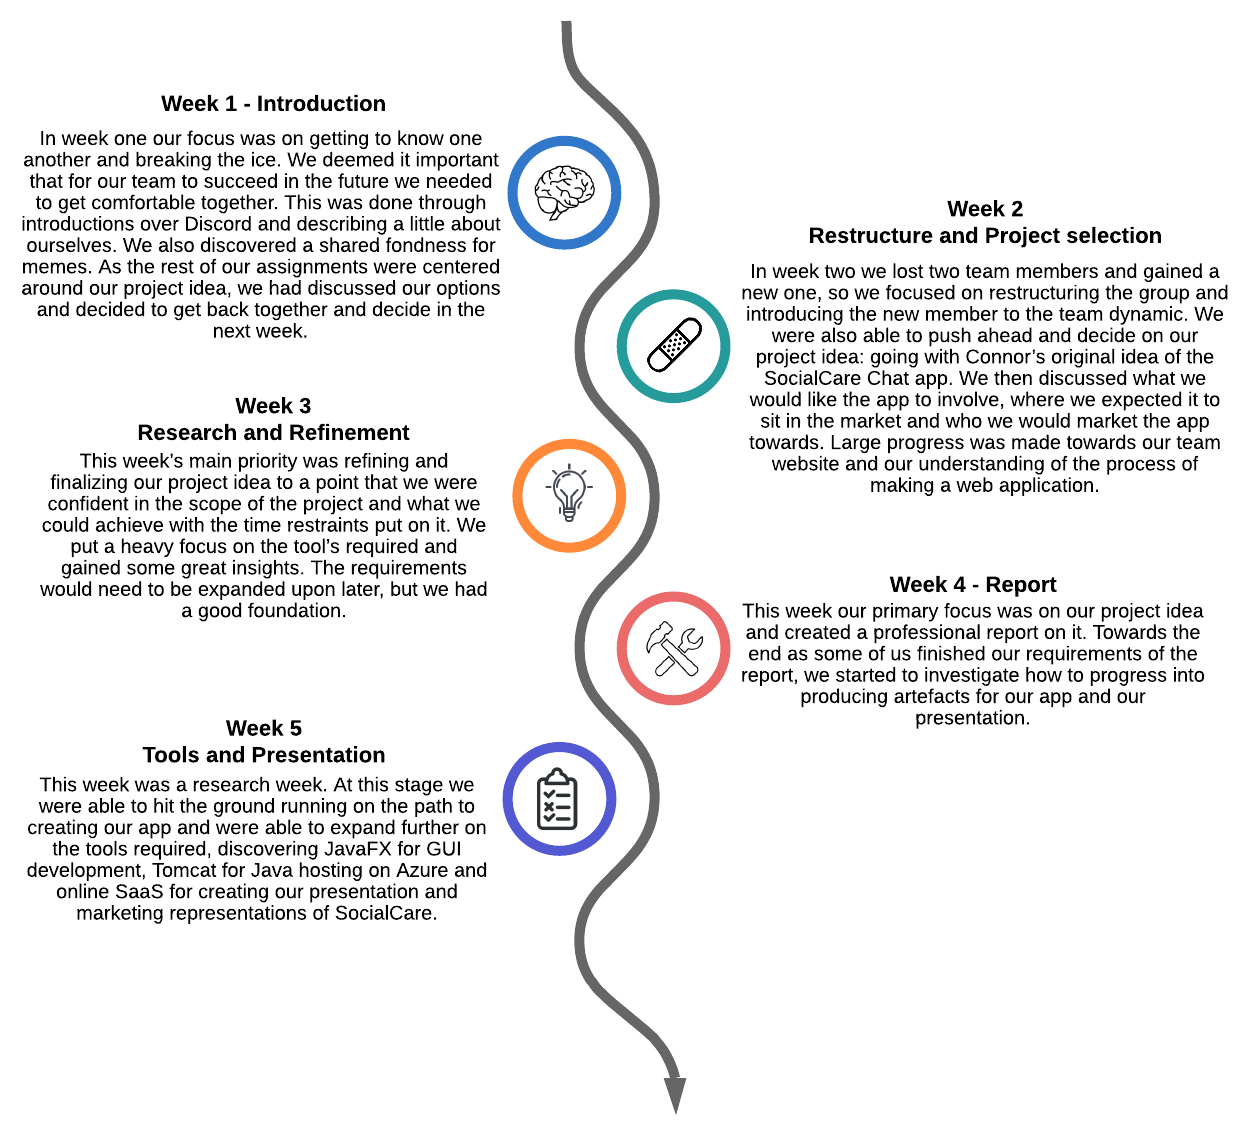 Week 1 - Introduction
In week one our focus was on getting to know one
another and breaking the ice. We deemed it important
that for our team to succeed in the future we needed
to get comfortable together. This was done through
introductions over Discord and describing a little about
ourselves. We also discovered a shared fondness for
memes. As the rest of our assignments were centered
around our project idea, we had discussed our options
and decided to get back together and decide in the
next week.
Week 2
Restructure and Project selection
In week two we lost two team members and gained a
new one, so we focused on restructuring the group and
introducing the new member to the team dynamic. We
were also able to push ahead and decide on our
project idea: going with Connor’s original idea of the
SocialCare Chat app. We then discussed what we
would like the app to involve, where we expected it to
sit in the market and who we would market the app
towards. Large progress was made towards our team
website and our understanding of the process of
making a web application.
Week 3
Research and Refinement
This week’s main priority was refining and
finalizing our project idea to a point that we were
confident in the scope of the project and what we
could achieve with the time restraints put on it. We
put a heavy focus on the tool’s required and
gained some great insights. The requirements
would need to be expanded upon later, but we had
a good foundation.
Week 4 - Report
This week our primary focus was on our project idea
and created a professional report on it. Towards the
end as some of us finished our requirements of the
report, we started to investigate how to progress into
producing artefacts for our app and our
presentation.
Week 5
Tools and Presentation
This week was a research week. At this stage we
were able to hit the ground running on the path to
creating our app and were able to expand further on
the tools required, discovering JavaFX for GUI
development, Tomcat for Java hosting on Azure and
online SaaS for creating our presentation and
marketing representations of SocialCare.